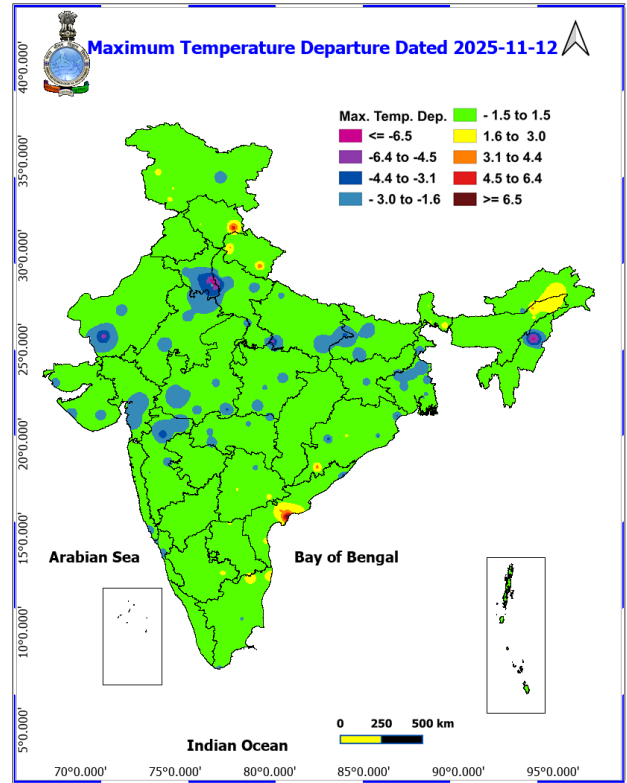 Maximum Temperature Departure Dated 2025-11-12
Max. Temp. Dep.
<= -6.5
-6.4 to -4.5
-4.4 to -3.1
- 3.0 to -1.6
- 1.5 to 1.5
1.6 to 3.0
3.1 to 4.4
4.5 to 6.4
>= 6.5
40°0.000'
35°0.000'
30°0.000'
25°0.000'
20°0.000'
15°0.000'
10°0.000'
5°0.000'
Arabian Sea
Bay of Bengal
Indian Ocean
0 250 500 km
70°0.000' 75°0.000' 80°0.000' 85°0.000' 90°0.000' 95°0.000'